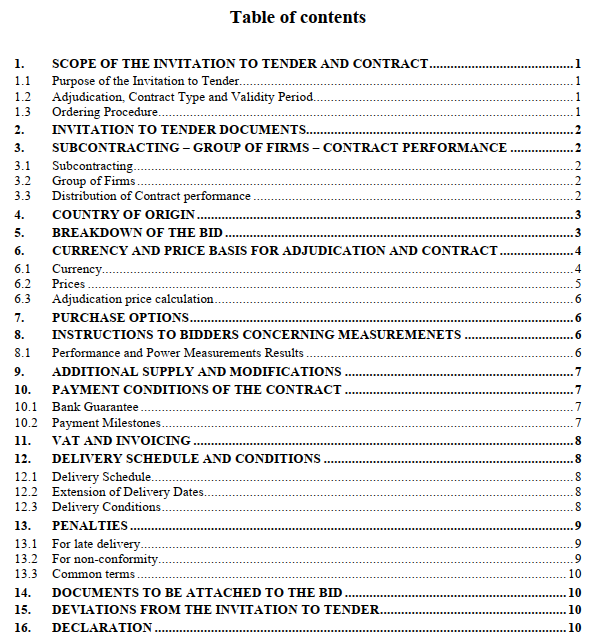 Table of contents
1. SCOPE OF THE INVITATION TO TENDER AND CONTRACT 1
1.1 Purpose of the Invitation to Tender 1
1.2 Adjudication, Contract Type and Validity Period 1
1.3 Ordering Procedure 1
2. INVITATION TO TENDER DOCUMENTS 2
3. SUBCONTRACTING – GROUP OF FIRMS – CONTRACT PERFORMANCE 2
3.1 Subcontracting 2
3.2 Group of Firms 2
3.3 Distribution of Contract performance 2
4. COUNTRY OF ORIGIN 3
5. BREAKDOWN OF THE BID 3
6. CURRENCY AND PRICE BASIS FOR ADJUDICATION AND CONTRACT 4
6.1 Currency 4
6.2 Prices 5
6.3 Adjudication price calculation 6
7. PURCHASE OPTIONS 6
8. INSTRUCTIONS TO BIDDERS CONCERNING MEASUREMENETS 6
8.1 Performance and Power Measurements Results 6
9. ADDITIONAL SUPPLY AND MODIFICATIONS 7
10. PAYMENT CONDITIONS OF THE CONTRACT 7
10.1 Bank Guarantee 7
10.2 Payment Milestones 7
11. VAT AND INVOICING 8
12. DELIVERY SCHEDULE AND CONDITIONS 8
12.1 Delivery Schedule 8
12.2 Extension of Delivery Dates 8
12.3 Delivery Conditions 8
13. PENALTIES 9
13.1 For late delivery 9
13.2 For non-conformity 9
13.3 Common terms 10
14. DOCUMENTS TO BE ATTACHED TO THE BID 10
15. DEVIATIONS FROM THE INVITATION TO TENDER 10
16. DECLARATION 10